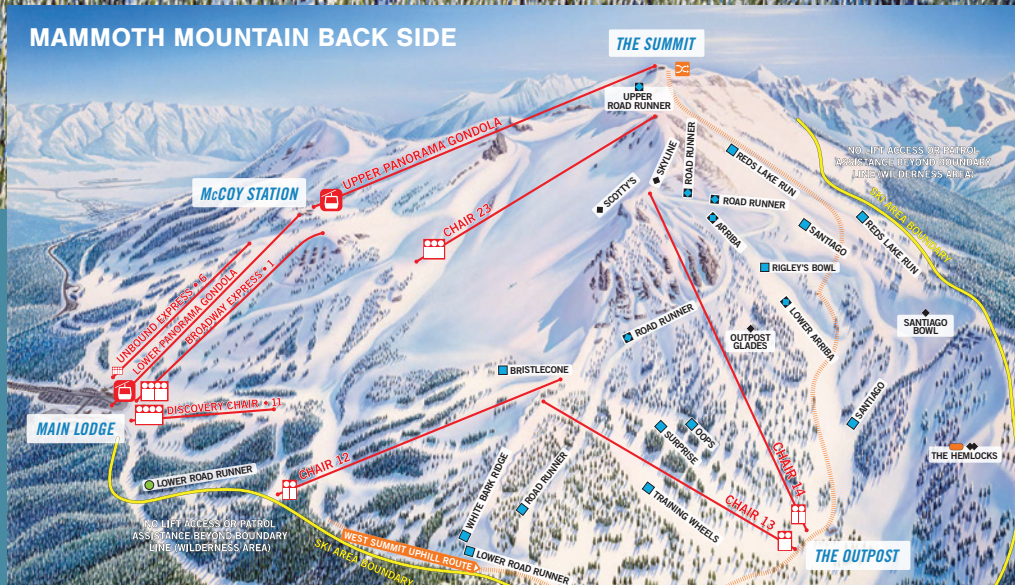 MAMMOTH MOUNTAIN BACK SIDE
THE SUMMIT
UPPER
ROAD RUNNER
UPPER PANORAMA GONDOLA
McCOY STATION
CHAIR 23
SCOTTY'S
SKYLINE
ROAD RUNNER
REDS LAKE RUN
NO LIFT ACCESS OR PATROL
ASSISTANCE BEYOND BOUNDARY
LINE (WILDERNESS AREA)
SKI AREA BOUNDARY
ROAD RUNNER
ARRIBA
SANTIAGO
REDS LAKE RUN
RIGLEY'S BOWL
UNBOUND EXPRESS • 6
LOWER PANORAMA GONDOLA
BROADWAY EXPRESS • 1
ROAD RUNNER
OUTPOST
GLADES
LOWER ARRIBA
SANTIAGO
BOWL
BRISTLECONE
DISCOVERY CHAIR • 11
MAIN LODGE
SANTIAGO
SURPRISE
OOPS
THE HEMLOCKS
CHAIR 12
CHAIR 14
LOWER ROAD RUNNER
WHITE BARK RIDGE
ROAD RUNNER
TRAINING WHEELS
CHAIR 13
NO LIFT ACCESS OR PATROL
ASSISTANCE BEYOND BOUNDARY
LINE (WILDERNESS AREA)
WEST SUMMIT UPHILL ROUTE
SKI AREA BOUNDARY
LOWER ROAD RUNNER
THE OUTPOST